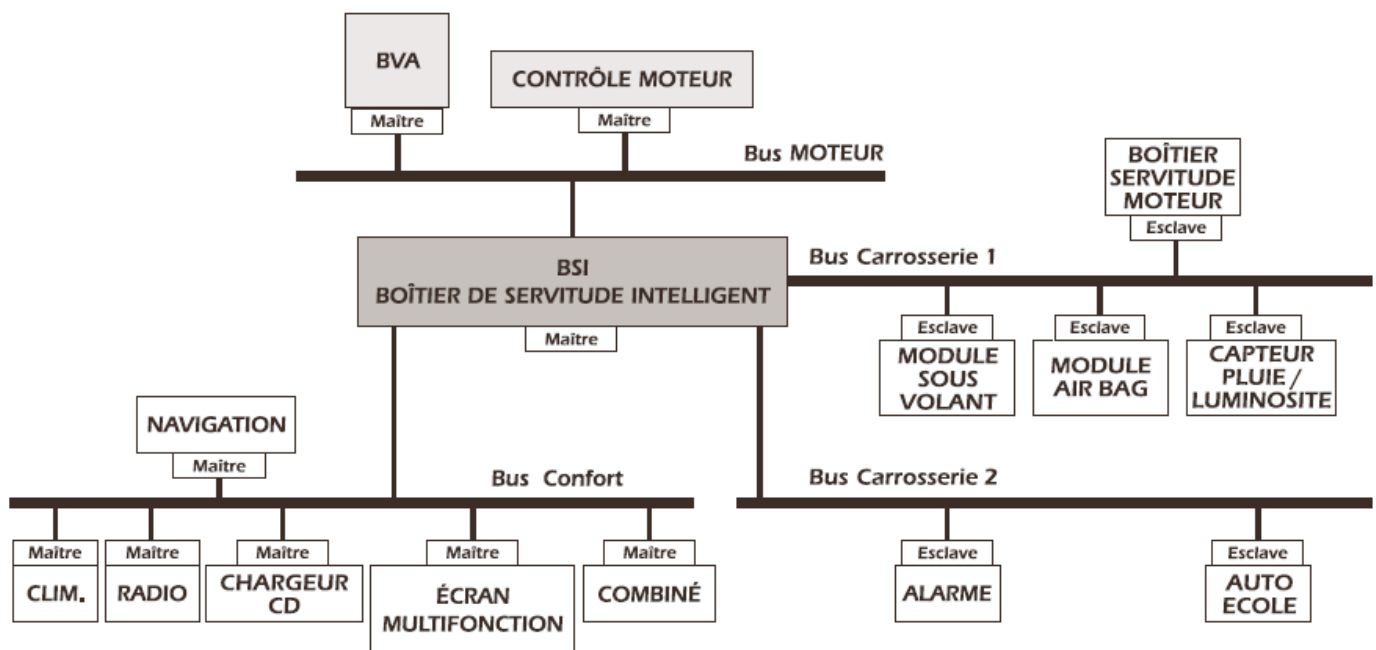 BVA
Maître
CONTRÔLE MOTEUR
Maître
Bus MOTEUR
BOÎTIER
SERVITUDE
MOTEUR
Esclave
BSI
BOÎTIER DE SERVITUDE INTELLIGENT
Maître
Bus Carrosserie 1
Esclave
MODULE
SOUS
VOLANT
Esclave
MODULE
AIR BAG
Esclave
CAPTEUR
PLUIE /
LUMINOSITE
NAVIGATION
Maître
Bus Confort
Bus Carrosserie 2
Maître
CLIM.
Maître
RADIO
Maître
CHARGEUR
CD
Maître
ÉCRAN
MULTIFONCTION
Maître
COMBINÉ
Esclave
ALARME
Esclave
AUTO
ECOLE